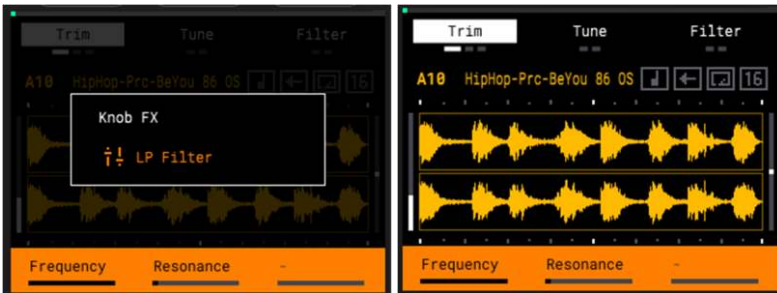 Trim Tune Filter
A10 HipHop-Prc-BeYou 86 OS 16
Knob FX
LP Filter
Frequency Resonance -
Trim Tune Filter
A10 HipHop-Prc-BeYou 86 OS 16
Frequency Resonance -